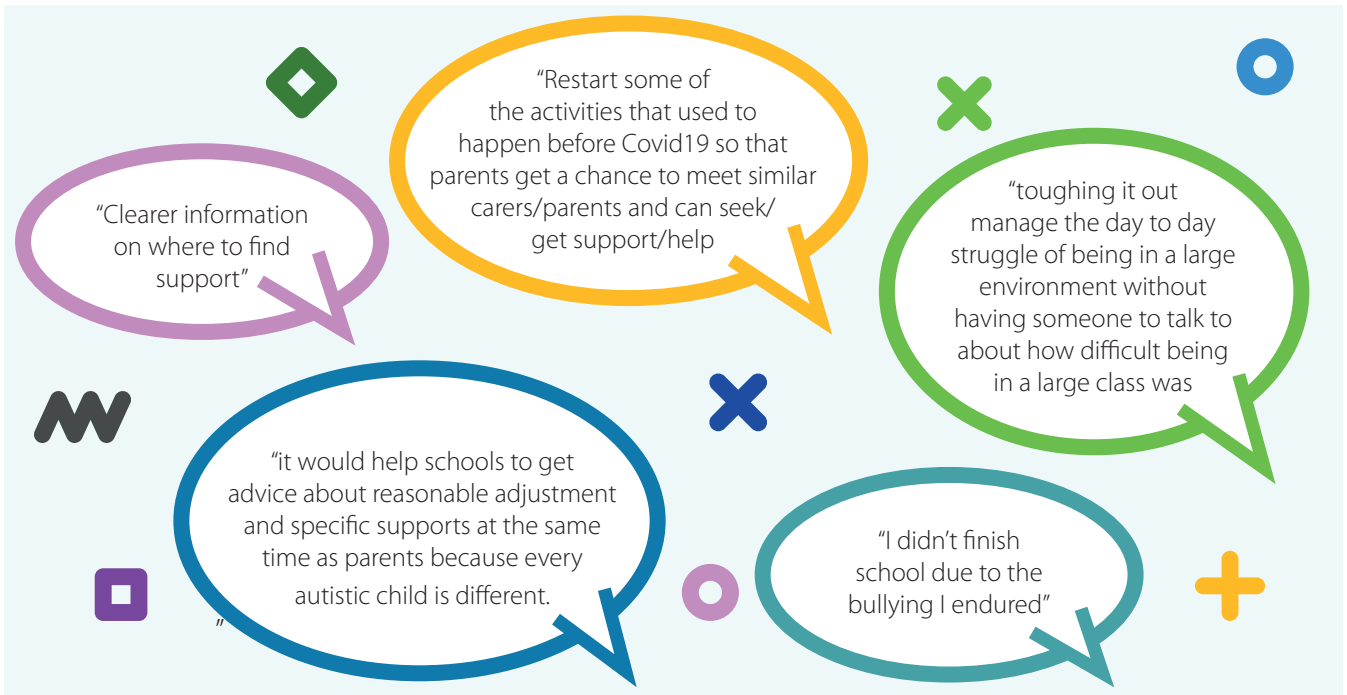 “Clearer information
on where to find
support”
“Restart some of
the activities that used to
happen before Covid19 so that
parents get a chance to meet similar
carers/parents and can seek/
get support/help
“toughing it out
manage the day to day
struggle of being in a large
environment without
having someone to talk to
about how difficult being
in a large class was
“it would help schools to get
advice about reasonable adjustment
and specific supports at the same
time as parents because every
autistic child is different.
”
“I didn’t finish
school due to the
bullying I endured”